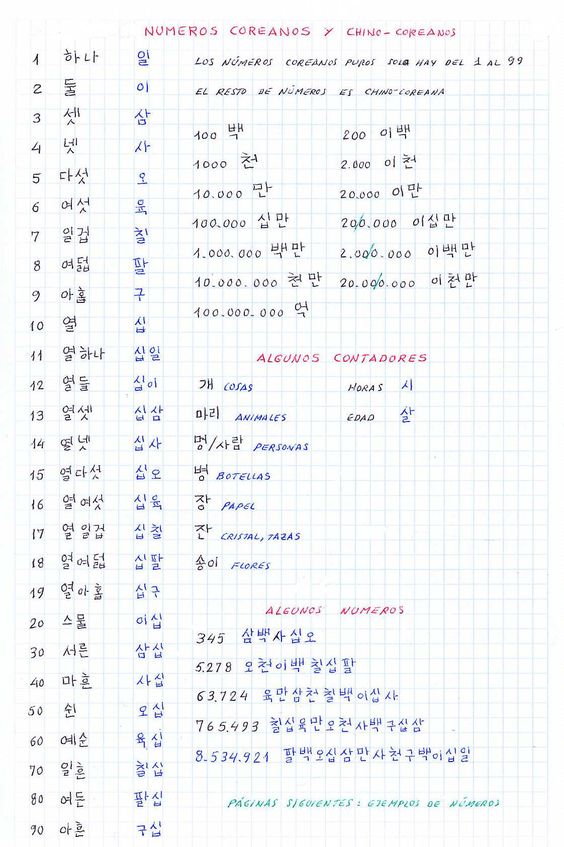 NUMEROS COREANOS Y CHINO-COREANOS
1 하나 일
2 둘 이
3 셋 삼
4 넷 사
5 다섯 오
6 여섯 육
7 일곱 칠
8 여덟 팔
9 아홉 구
10 열 십
11 열하나 십일
12 열둘 십이
13 열셋 십삼
14 열넷 십사
15 열다섯 십오
16 열여섯 십육
17 열일곱 십칠
18 열여덟 십팔
19 열아홉 십구
20 스물 이십
30 서른 삼십
40 마흔 사십
50 쉰 오십
60 예순 육십
70 일흔 칠십
80 여든 팔십
90 아흔 구십
LOS NÚMEROS COREANOS PUROS SOLO HAY DEL 1 AL 99
EL RESTO DE NÚMEROS ES CHINO-COREANA
100 백 200 이백
1000 천 2.000 이천
10.000 만 20.000 이만
100.000 십만 200.000 이십만
1.000.000 백만 2.000.000 이백만
10.000.000 천만 20.000.000 이천만
100.000.000 억
ALGUNOS CONTADORES
개 COSAS HORAS 시
마리 ANIMALES EDAD 살
명/사람 PERSONAS
병 BOTELLAS
장 PAPEL
잔 CRISTAL, TAZAS
송이 FLORES
ALGUNOS NUMEROS
345 삼백사십오
5.278 오천이백칠십팔
63.724 육만삼천칠백이십사
765.493 칠십육만오천사백구십삼
8.534.921 팔백오십삼만사천구백이십일
PÁGINAS SIGUIENTES: EJEMPLOS DE NÚMEROS